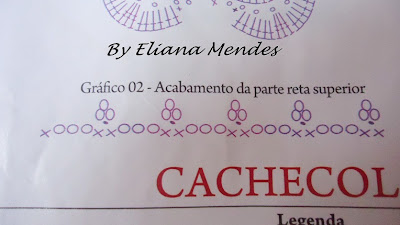 By Eliana Mendes
Gráfico 02 - Acabamento da parte reta superior
CACHECOL
Legenda